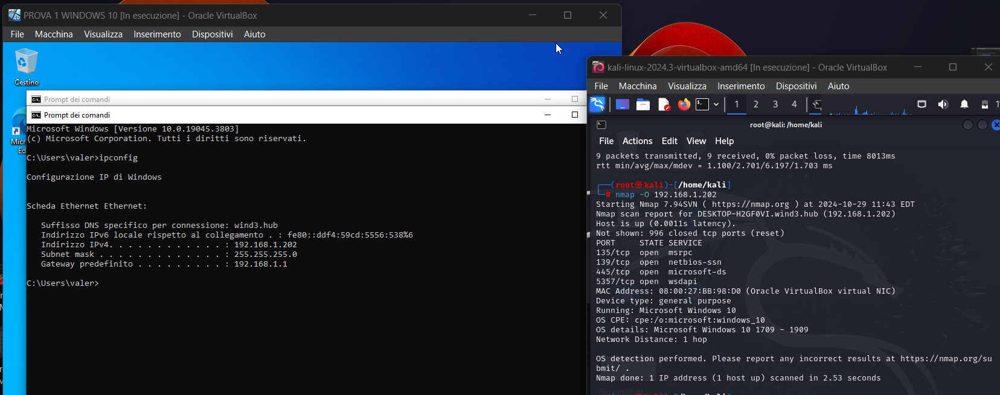 PROVA 1 WINDOWS 10 [In esecuzione] - Oracle VirtualBox
File Macchina Visualizza Inserimento Dispositivi Aiuto
Cestino
Prompt dei comandi
Prompt dei comandi
Microsoft Windows [Versione 10.0.19045.3803]
(c) Microsoft Corporation. Tutti i diritti sono riservati.
C:\Users\valer>ipconfig
Configurazione IP di Windows
Scheda Ethernet Ethernet:
Suffisso DNS specifico per connessione: wind3.hub
Indirizzo IPv6 locale rispetto al collegamento . : fe80::ddf4:59cd:5556:538%6
Indirizzo IPv4. . . . . . . . . . . . : 192.168.1.202
Subnet mask . . . . . . . . . . . . . : 255.255.255.0
Gateway predefinito . . . . . . . . . : 192.168.1.1
C:\Users\valer>
kali-linux-2024.3-virtualbox-amd64 [In esecuzione] - Oracle VirtualBox
File Macchina Visualizza Inserimento Dispositivi Aiuto
1 2 3 4
root@kali: /home/kali
File Actions Edit View Help
9 packets transmitted, 9 received, 0% packet loss, time 8013ms
rtt min/avg/max/mdev = 1.100/2.701/6.197/1.703 ms
┌──(root㉿kali)-[/home/kali]
└─# nmap -O 192.168.1.202
Starting Nmap 7.94SVN ( https://nmap.org ) at 2024-10-29 11:43 EDT
Nmap scan report for DESKTOP-H2GF0VI.wind3.hub (192.168.1.202)
Host is up (0.0011s latency).
Not shown: 996 closed tcp ports (reset)
PORT STATE SERVICE
135/tcp open msrpc
139/tcp open netbios-ssn
445/tcp open microsoft-ds
5357/tcp open wsdapi
MAC Address: 08:00:27:BB:98:D0 (Oracle VirtualBox virtual NIC)
Device type: general purpose
Running: Microsoft Windows 10
OS CPE: cpe:/o:microsoft:windows_10
OS details: Microsoft Windows 10 1709 - 1909
Network Distance: 1 hop
OS detection performed. Please report any incorrect results at https://nmap.org/su
bmit/ .
Nmap done: 1 IP address (1 host up) scanned in 2.53 seconds